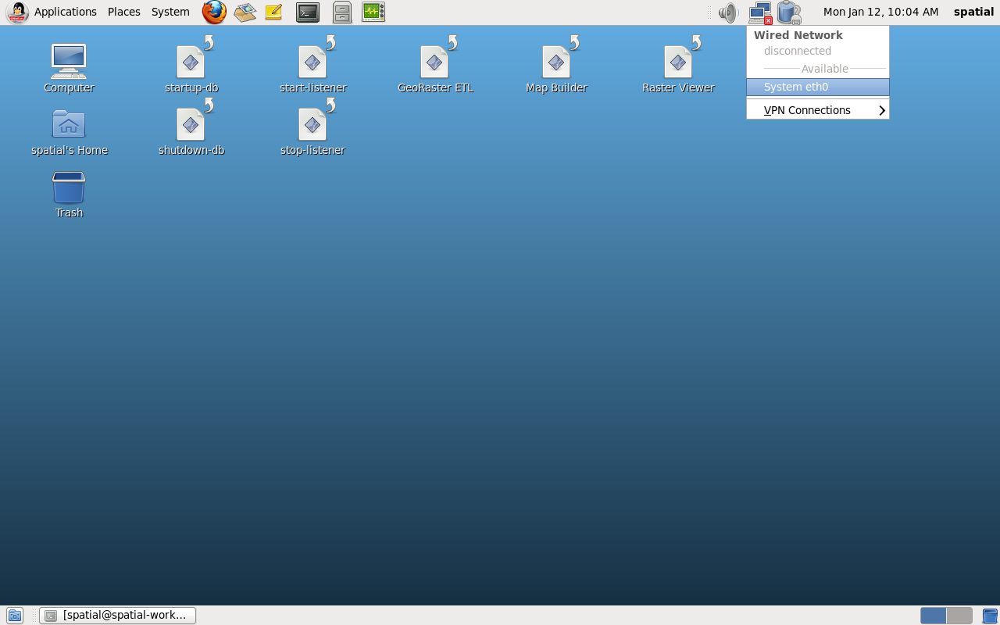 Applications Places System Mon Jan 12, 10:04 AM spatial
Wired Network
disconnected
Available
System eth0
VPN Connections
Computer startup-db start-listener GeoRaster ETL Map Builder Raster Viewer
spatial's Home shutdown-db stop-listener
Trash
[spatial@spatial-work...